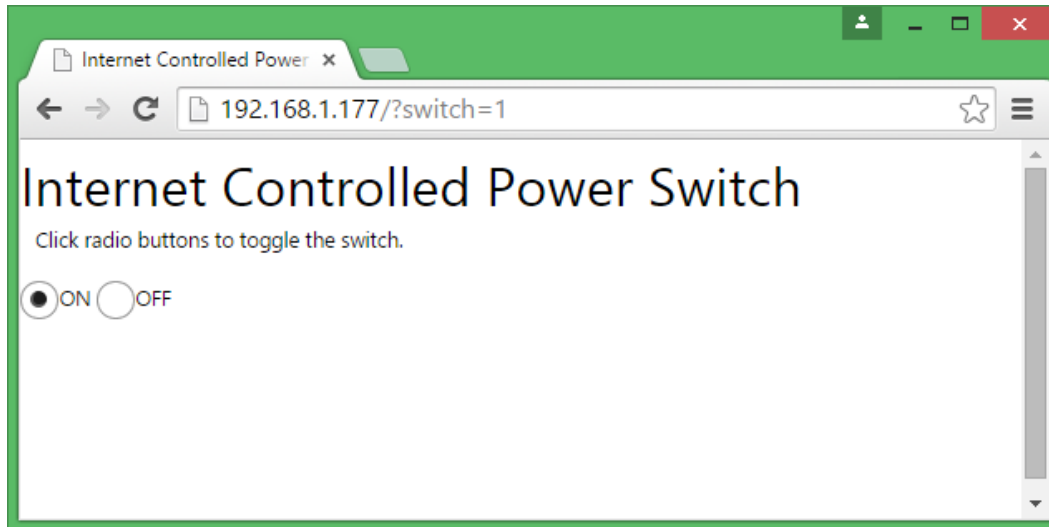 Internet Controlled Power
192.168.1.177/?switch=1
Internet Controlled Power Switch
Click radio buttons to toggle the switch.
ON OFF